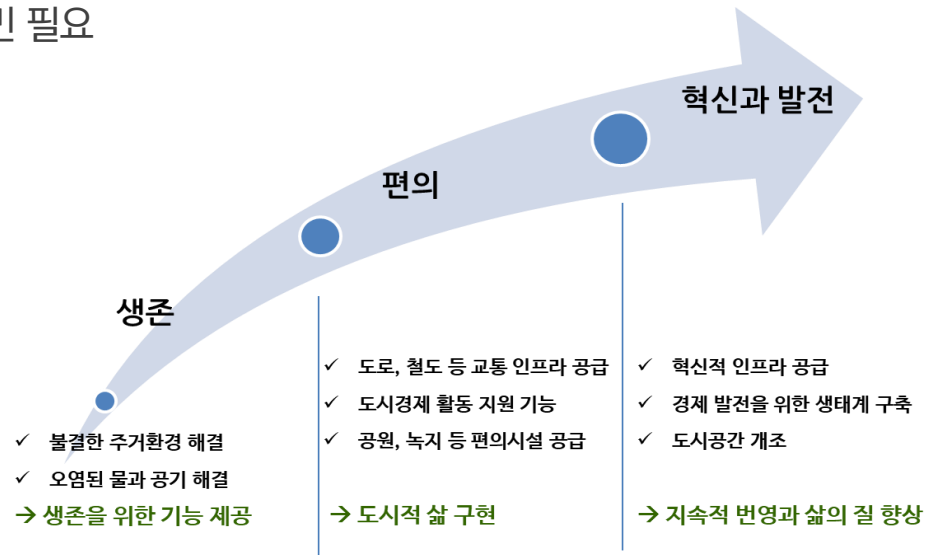 필요
혁신과 발전
편의
생존
✓ 불결한 주거환경 해결
✓ 오염된 물과 공기 해결
→ 생존을 위한 기능 제공
✓ 도로, 철도 등 교통 인프라 공급
✓ 도시경제 활동 지원 기능
✓ 공원, 녹지 등 편의시설 공급
→ 도시적 삶 구현
✓ 혁신적 인프라 공급
✓ 경제 발전을 위한 생태계 구축
✓ 도시공간 개조
→ 지속적 번영과 삶의 질 향상